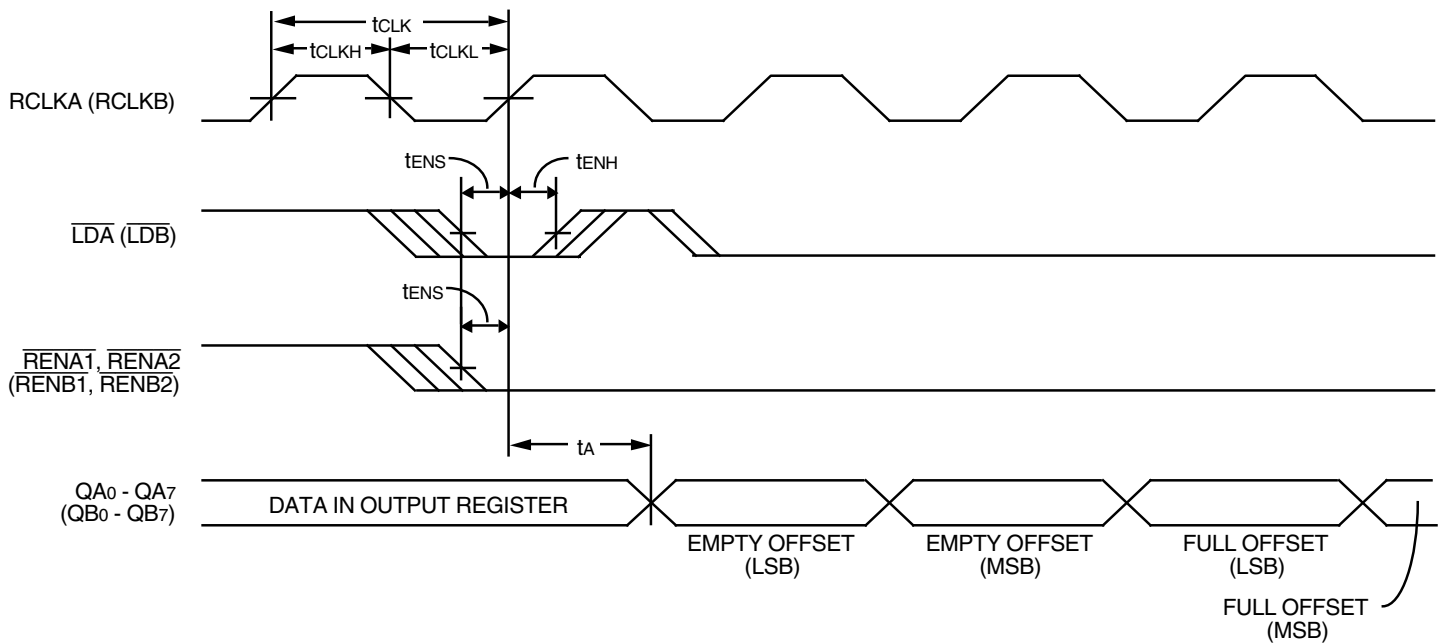 tCLK
tCLKH
tCLKL
RCLKA (RCLKB)
tENS
tENH
LDA (LDB)
tENS
RENA1, RENA2
(RENB1, RENB2)
tA
QA0 - QA7
(QB0 - QB7)
DATA IN OUTPUT REGISTER
EMPTY OFFSET
(LSB)
EMPTY OFFSET
(MSB)
FULL OFFSET
(LSB)
FULL OFFSET
(MSB)